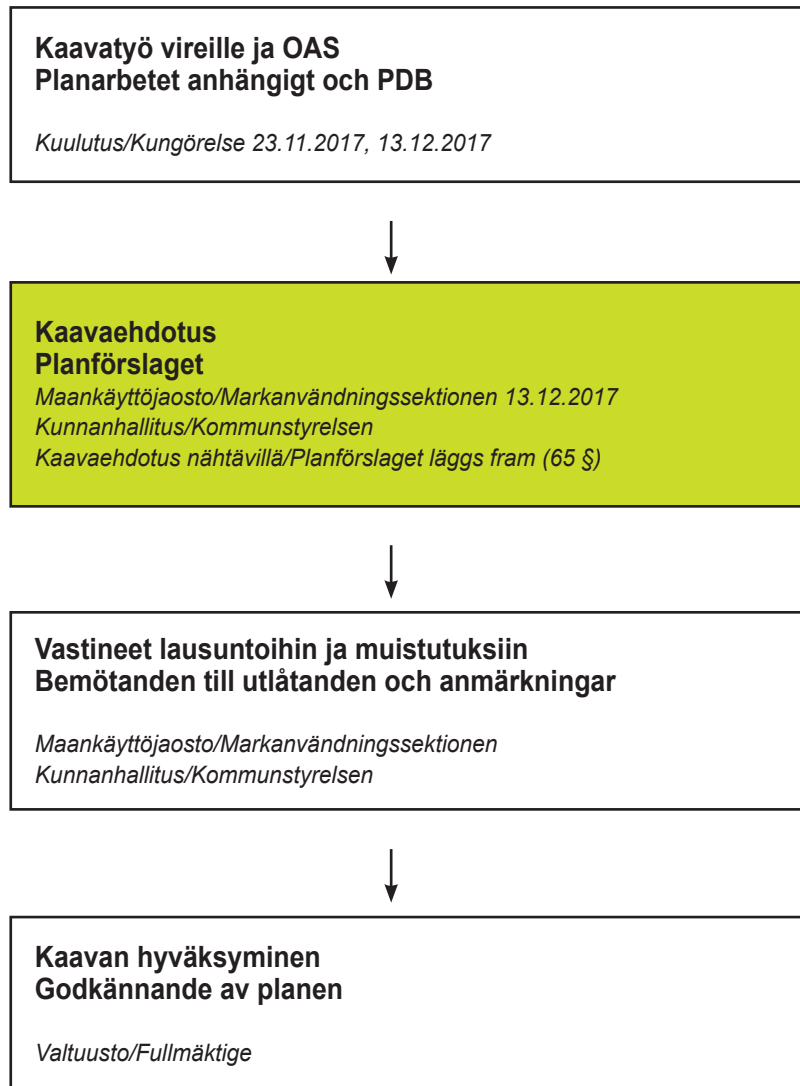 Kaavatyö vireille ja OAS
Planarbetet anhängigt och PDB
Kuulutus/Kungörelse 23.11.2017, 13.12.2017
Kaavaehdotus
Planförslaget
Maankäyttöjaosto/Markanvändningssektionen 13.12.2017
Kunnanhallitus/Kommunstyrelsen
Kaavaehdotus nähtävillä/Planförslaget läggs fram (65 §)
Vastineet lausuntoihin ja muistutuksiin
Bemötanden till utlåtanden och anmärkningar
Maankäyttöjaosto/Markanvändningssektionen
Kunnanhallitus/Kommunstyrelsen
Kaavan hyväksyminen
Godkännande av planen
Valtuusto/Fullmäktige